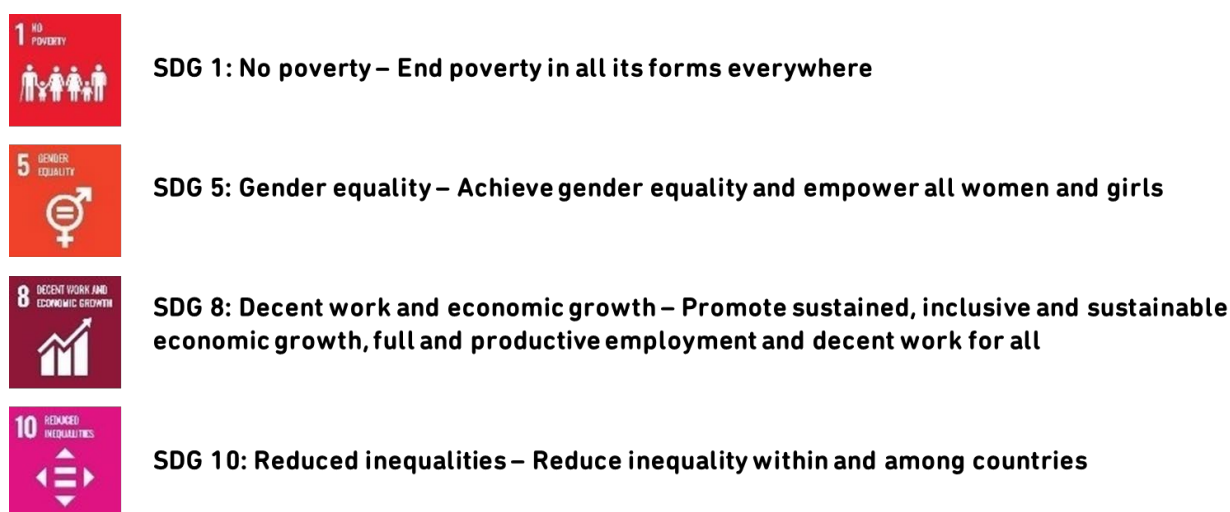 1 NO
POVERTY
SDG 1: No poverty – End poverty in all its forms everywhere
5 GENDER
EQUALITY
SDG 5: Gender equality – Achieve gender equality and empower all women and girls
8 DECENT WORK AND
ECONOMIC GROWTH
SDG 8: Decent work and economic growth – Promote sustained, inclusive and sustainable
economic growth, full and productive employment and decent work for all
10 REDUCED
INEQUALITIES
SDG 10: Reduced inequalities – Reduce inequality within and among countries